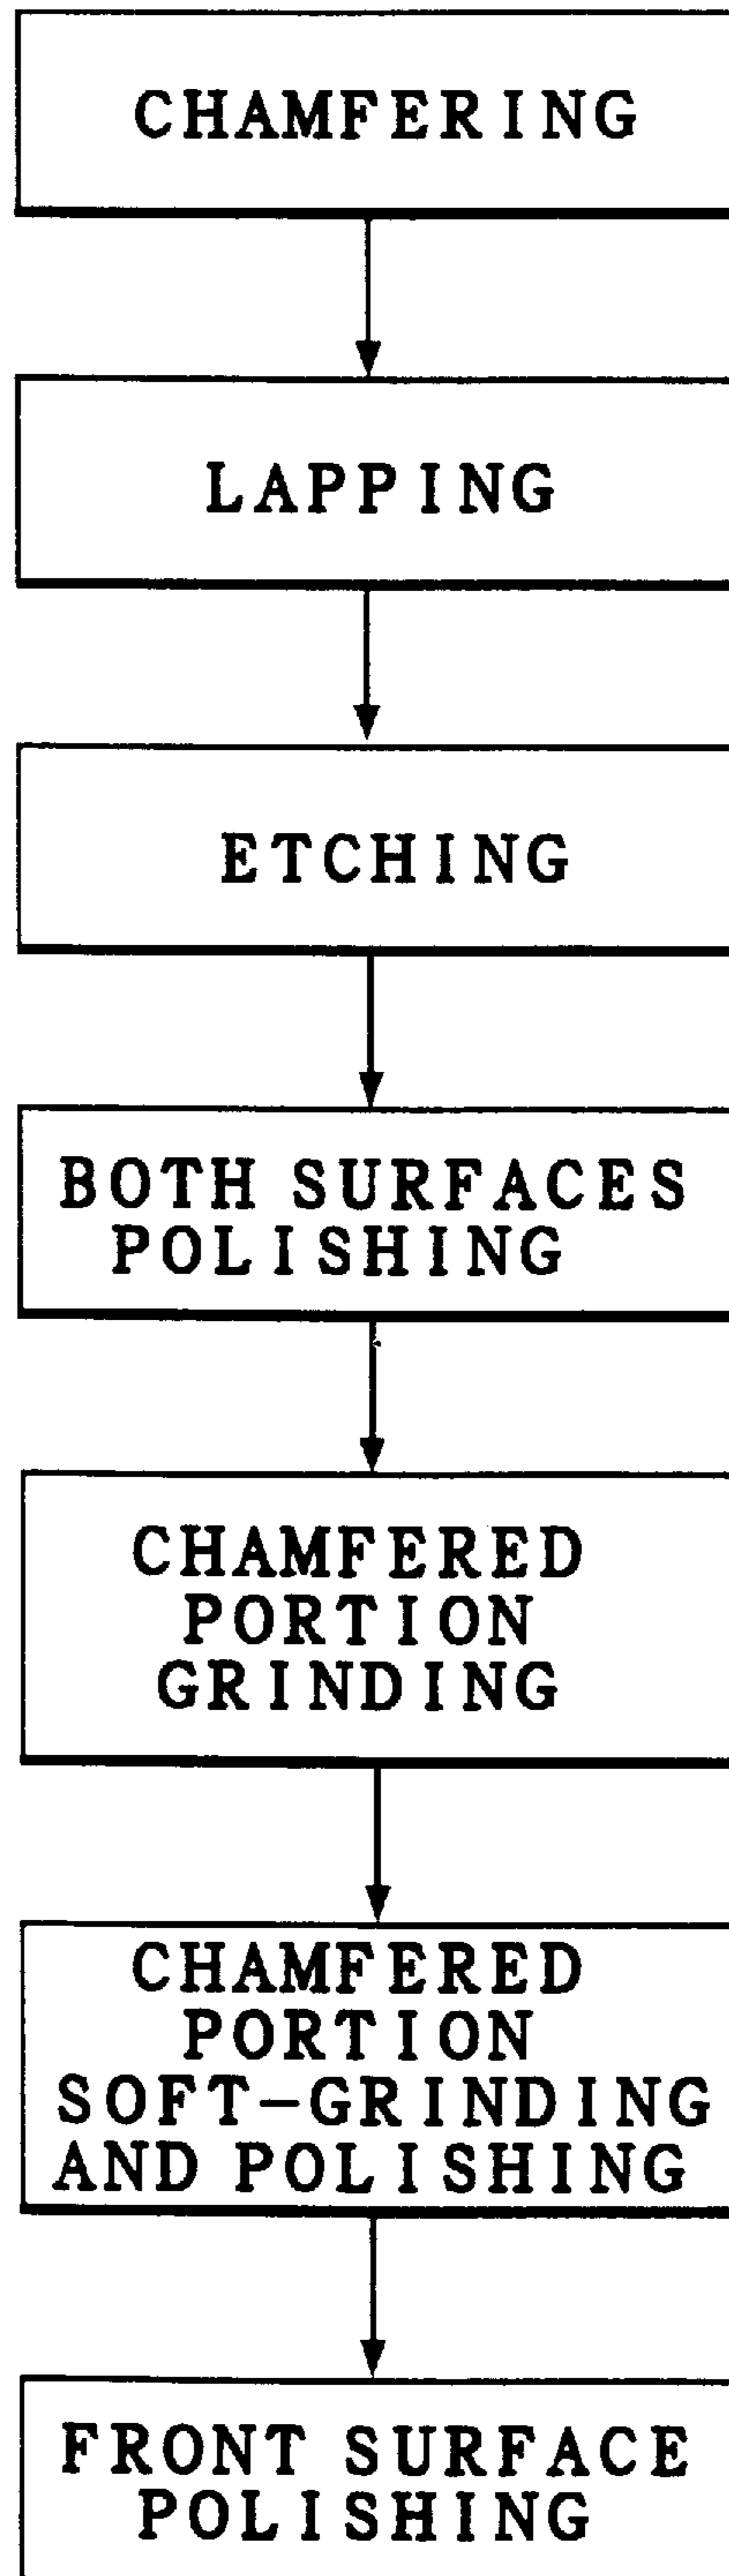 CHAMFERING
LAPPING
ETCHING
BOTH SURFACES
POLISHING
CHAMFERED
PORTION
GRINDING
CHAMFERED
PORTION
SOFT-GRINDING
AND POLISHING
FRONT SURFACE
POLISHING